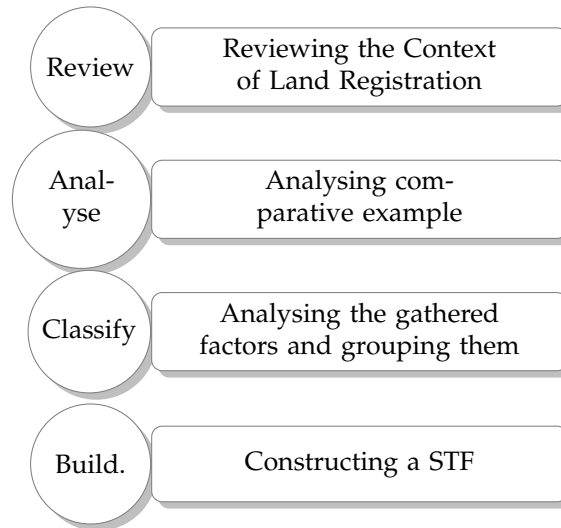 Review
Reviewing the Context
of Land Registration
Anal-
yse
Analysing com-
parative example
Classify
Analysing the gathered
factors and grouping them
Build.
Constructing a STF